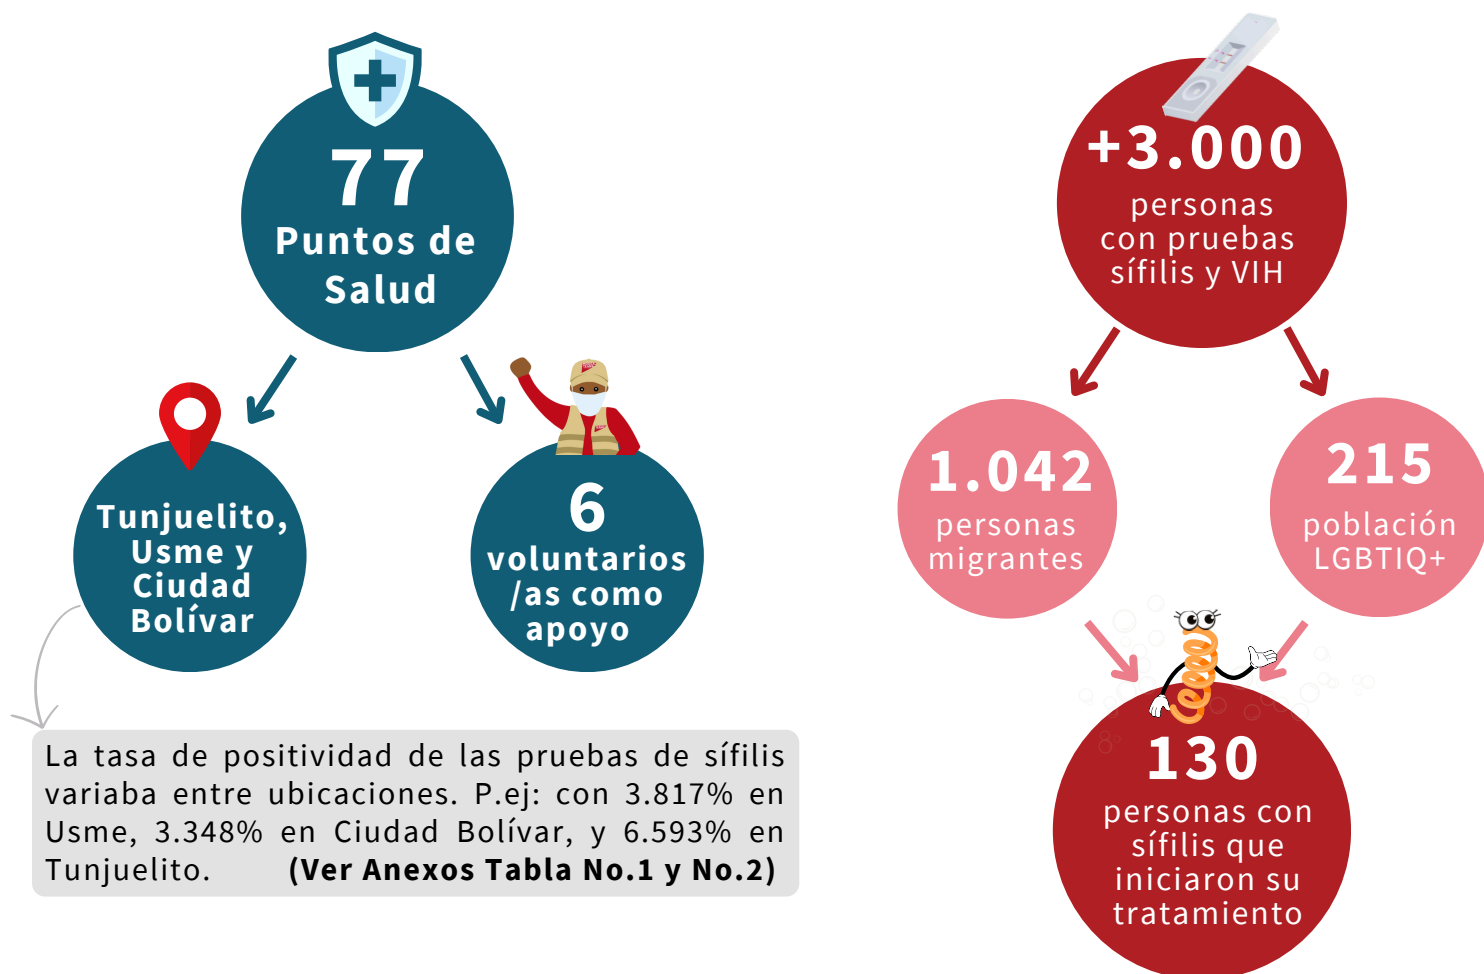 77
Puntos de
Salud
Tunjuelito,
Usme y
Ciudad
Bolívar
6
voluntarios
/as como
apoyo
La tasa de positividad de las pruebas de sífilis
variaba entre ubicaciones. P.ej: con 3.817% en
Usme, 3.348% en Ciudad Bolívar, y 6.593% en
Tunjuelito. (Ver Anexos Tabla No.1 y No.2)
+3.000
personas
con pruebas
sífilis y VIH
1.042
personas
migrantes
215
población
LGBTIQ+
130
personas con
sífilis que
iniciaron su
tratamiento